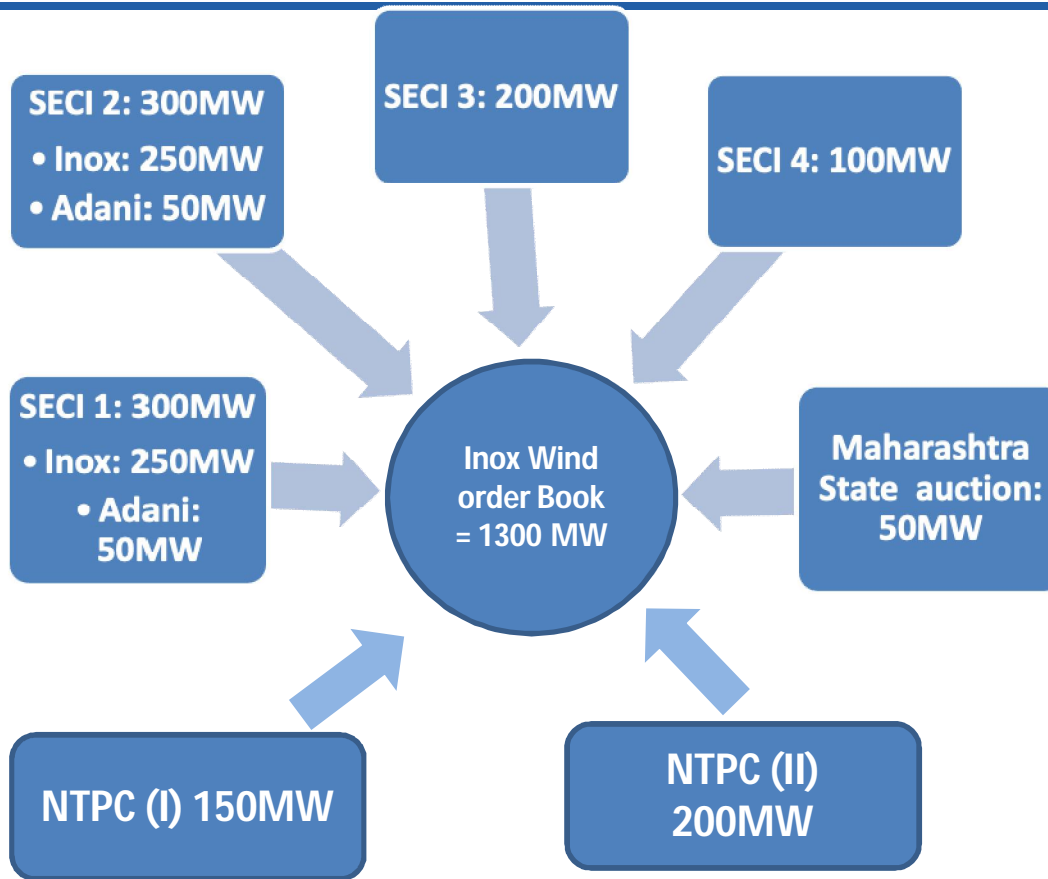 SECI 2: 300MW
• Inox: 250MW
• Adani: 50MW
SECI 3: 200MW
SECI 4: 100MW
SECI 1: 300MW
• Inox: 250MW
• Adani:
50MW
Inox Wind
order Book
= 1300 MW
Maharashtra
State auction:
50MW
NTPC (I) 150MW
NTPC (II)
200MW